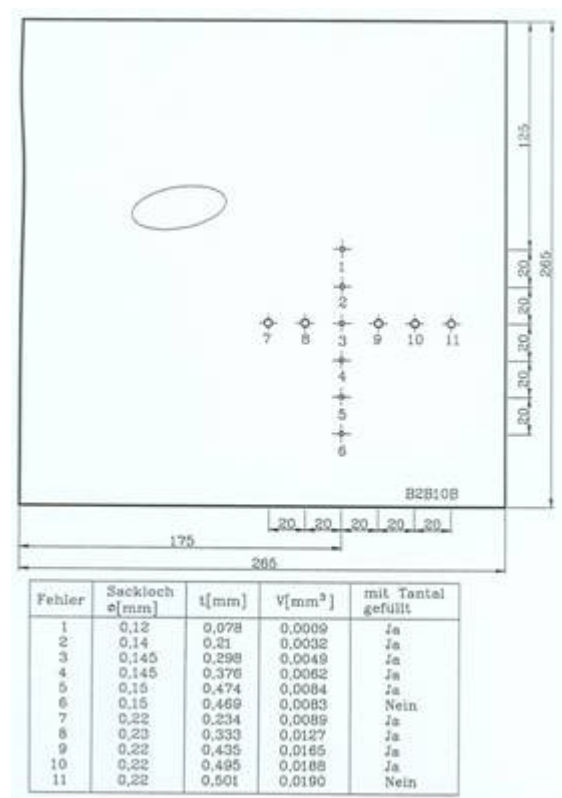 125
265
20
20
20
20
20
1
2
7 8 3 9 10 11
4
5
6
B2B10B
20 20 20 20 20
175
265
Fehler Sackloch ø[mm] t[mm] V[mm³] mit Tantal gefüllt
1 0,12 0,078 0,0009 Ja
2 0,14 0,21 0,0032 Ja
3 0,145 0,298 0,0049 Ja
4 0,145 0,376 0,0062 Ja
5 0,15 0,474 0,0084 Ja
6 0,15 0,469 0,0083 Nein
7 0,22 0,234 0,0089 Ja
8 0,23 0,333 0,0127 Ja
9 0,22 0,435 0,0165 Ja
10 0,22 0,495 0,0188 Ja
11 0,22 0,501 0,0190 Nein